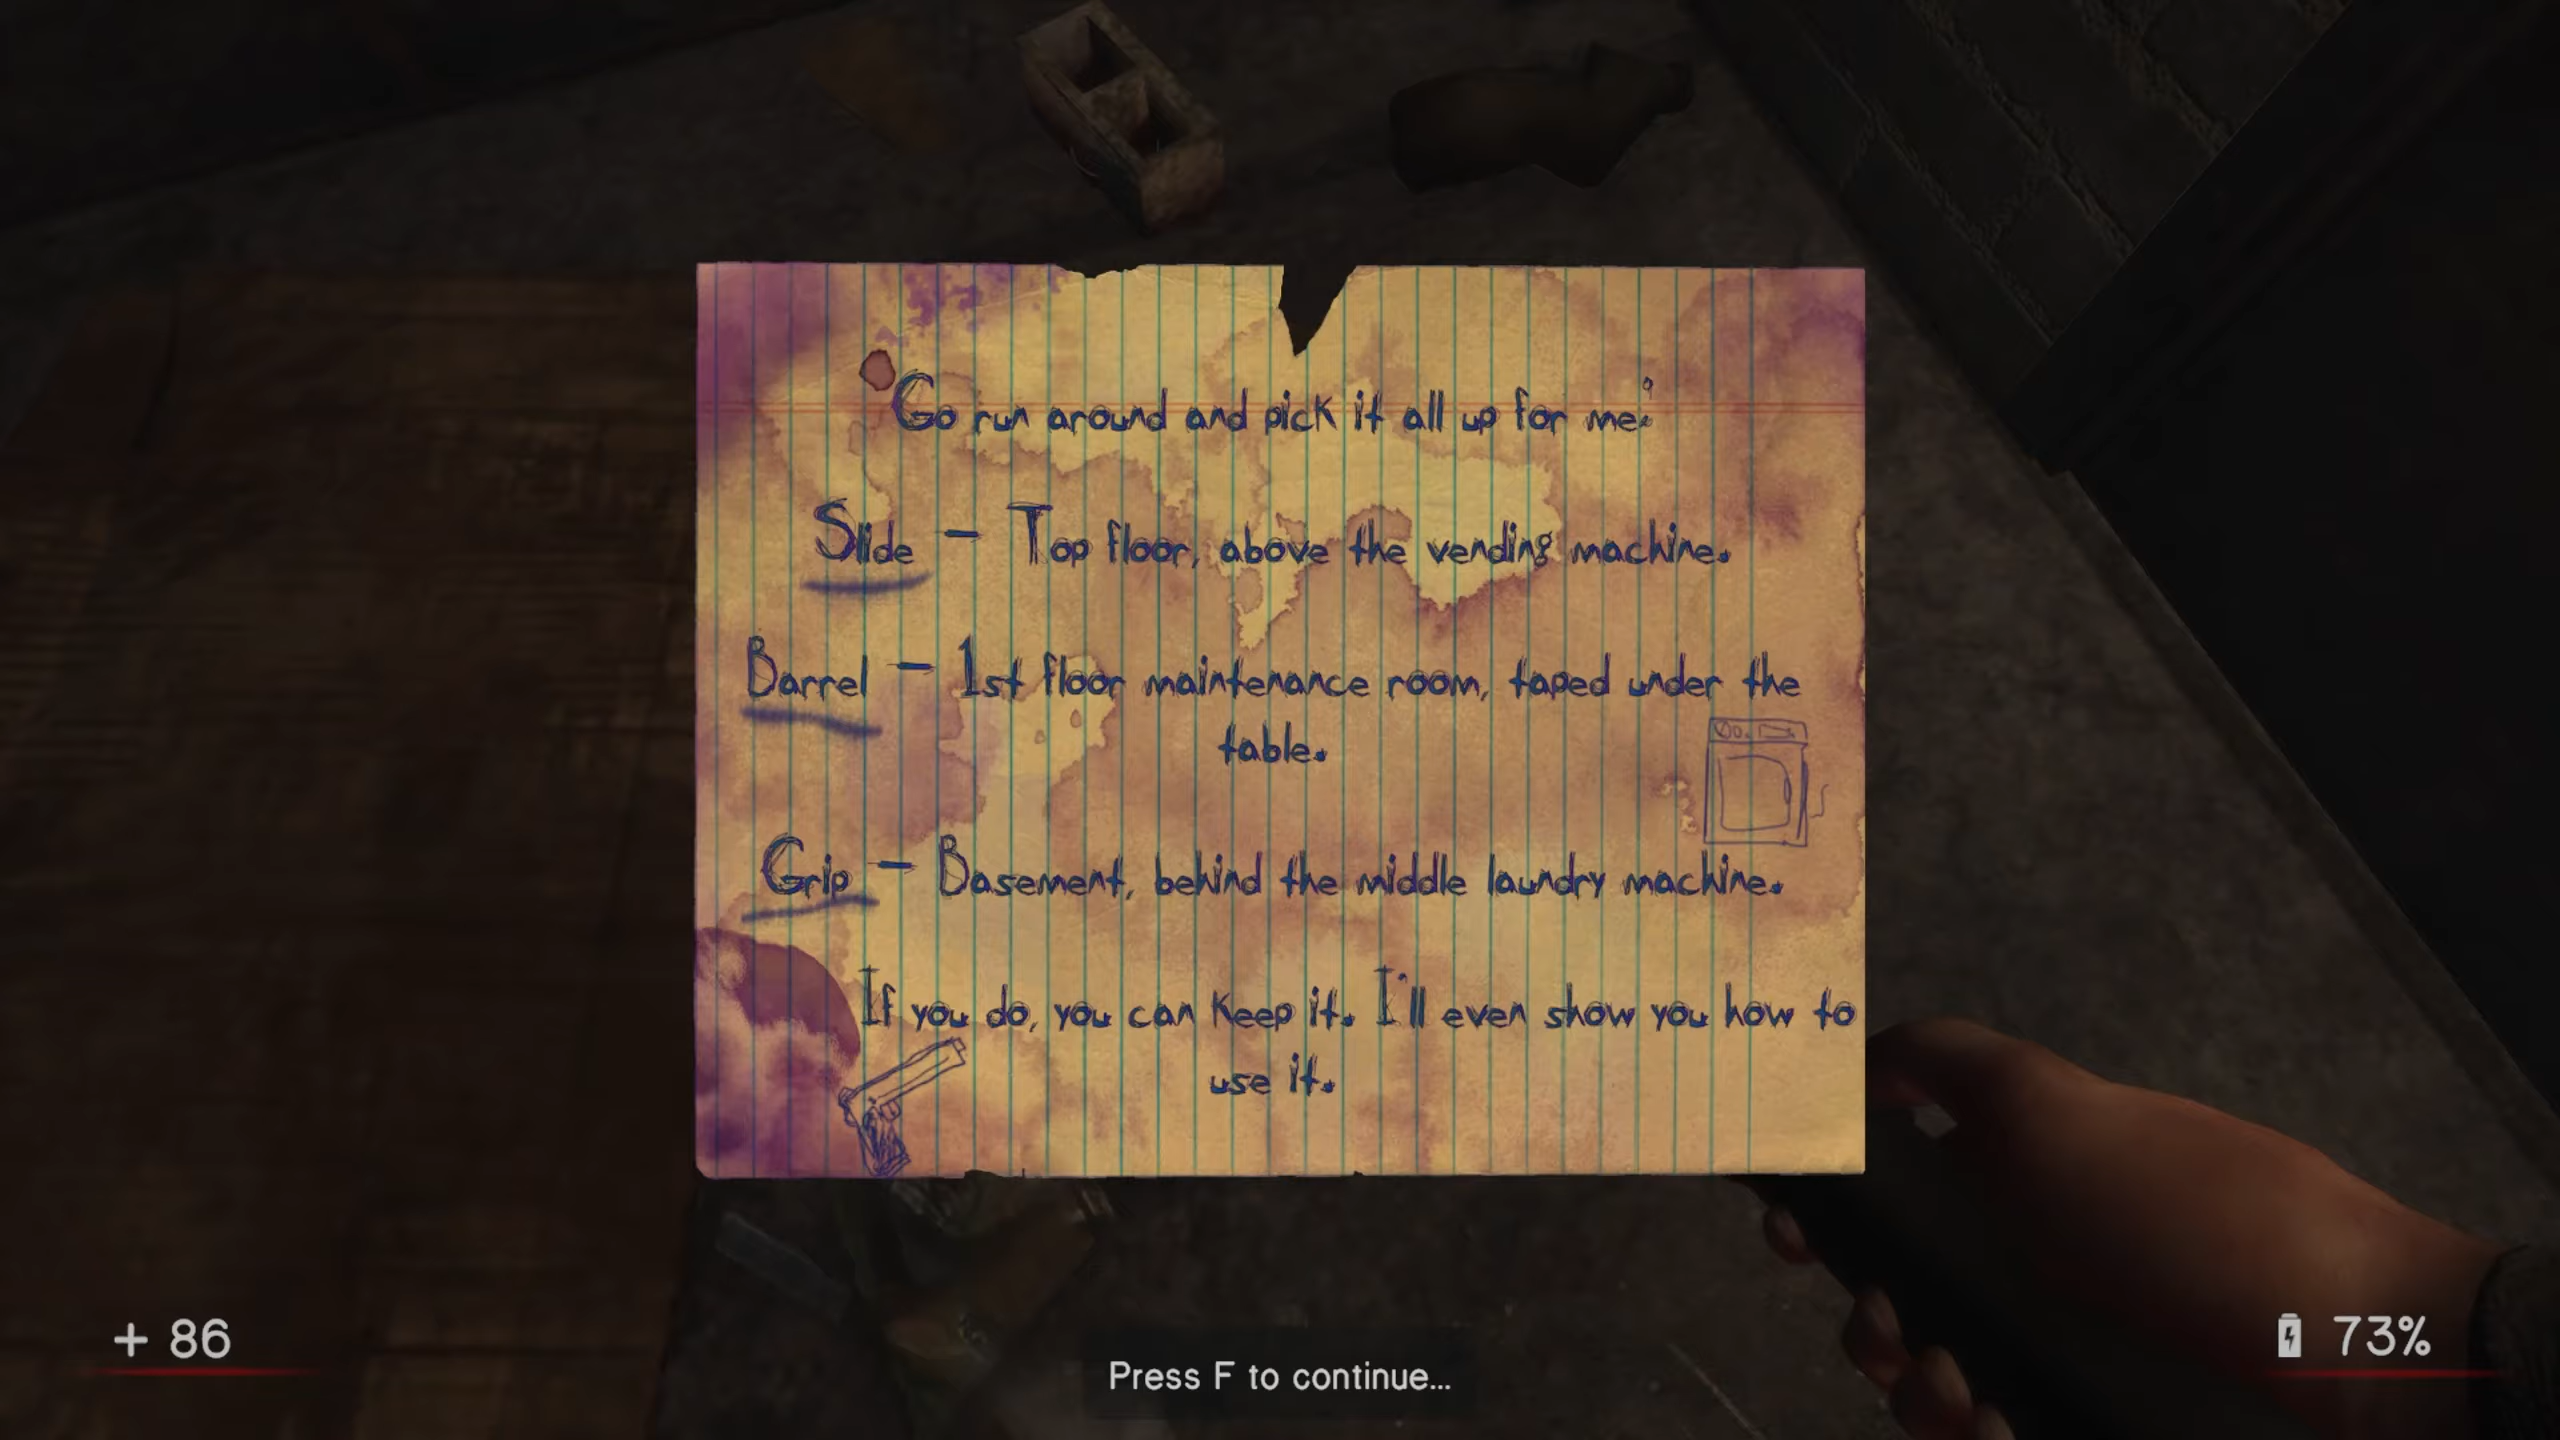 Go run around and pick it all up for me:
Slide - Top floor, above the vending machine.
Barrel - 1st floor maintenance room, taped under the
table.
Grip - Basement, behind the middle laundry machine.
If you do, you can keep it. I'll even show you how to
use it.
+ 86
73%
Press F to continue...